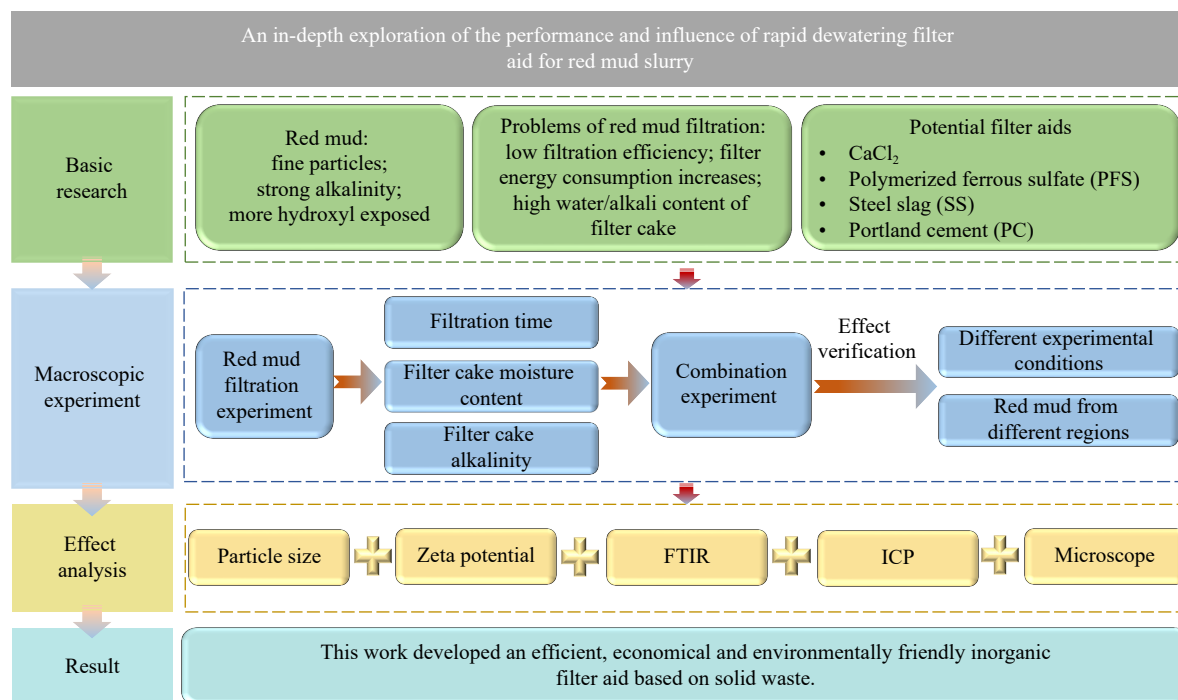 An in-depth exploration of the performance and influence of rapid dewatering filter
aid for red mud slurry
Basic
research
Red mud:
fine particles;
strong alkalinity;
more hydroxyl exposed
Problems of red mud filtration:
low filtration efficiency; filter
energy consumption increases;
high water/alkali content of
filter cake
Potential filter aids
• CaCl₂
• Polymerized ferrous sulfate (PFS)
• Steel slag (SS)
• Portland cement (PC)
Macroscopic
experiment
Red mud
filtration
experiment
Filtration time
Filter cake moisture
content
Filter cake
alkalinity
Combination
experiment
Effect
verification
Different experimental
conditions
Red mud from
different regions
Effect
analysis
Particle size
Zeta potential
FTIR
ICP
Microscope
Result
This work developed an efficient, economical and environmentally friendly inorganic
filter aid based on solid waste.